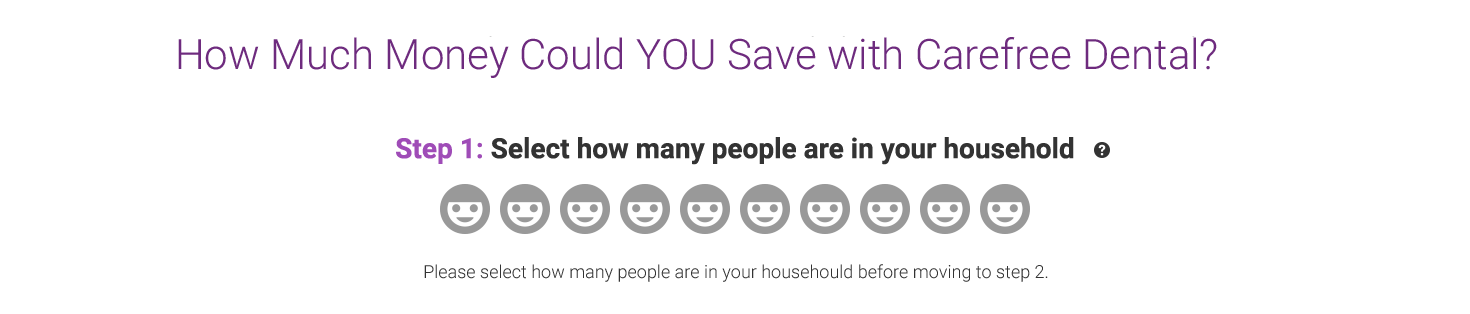 How Much Money Could YOU Save with Carefree Dental?
Step 1: Select how many people are in your household ?
Please select how many people are in your househould before moving to step 2.